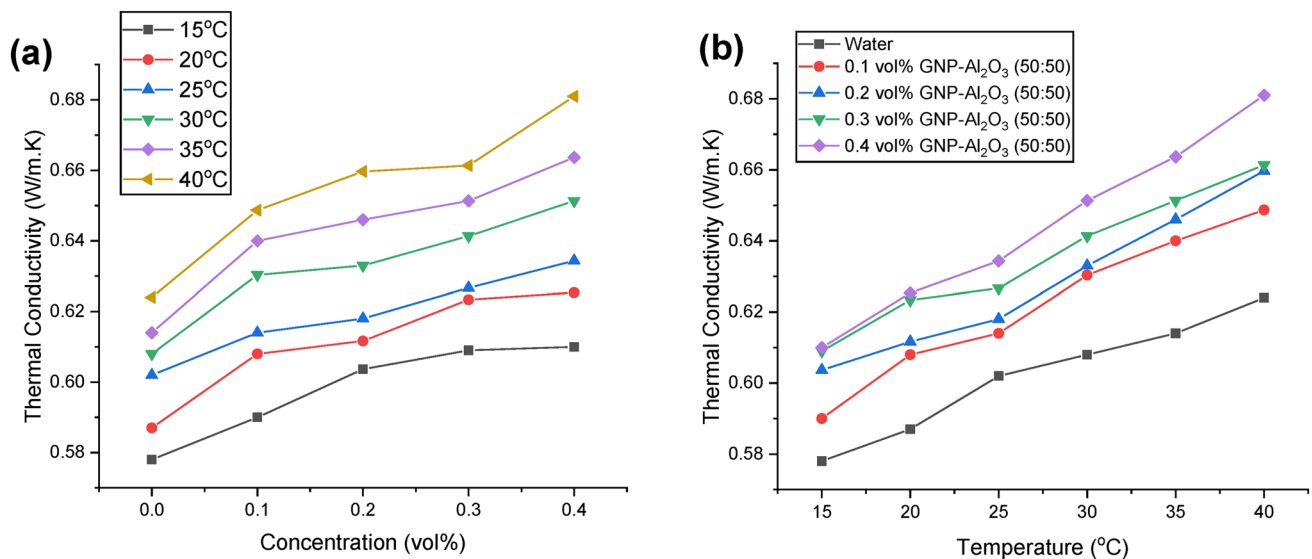 (a)
15°C
20°C
25°C
30°C
35°C
40°C
0.68
0.66
0.64
0.62
0.60
0.58
Thermal Conductivity (W/m.K)
0.0 0.1 0.2 0.3 0.4
Concentration (vol%)
(b)
Water
0.1 vol% GNP-Al₂O₃ (50:50)
0.2 vol% GNP-Al₂O₃ (50:50)
0.3 vol% GNP-Al₂O₃ (50:50)
0.4 vol% GNP-Al₂O₃ (50:50)
0.68
0.66
0.64
0.62
0.60
0.58
Thermal Conductivity (W/m.K)
15 20 25 30 35 40
Temperature (°C)